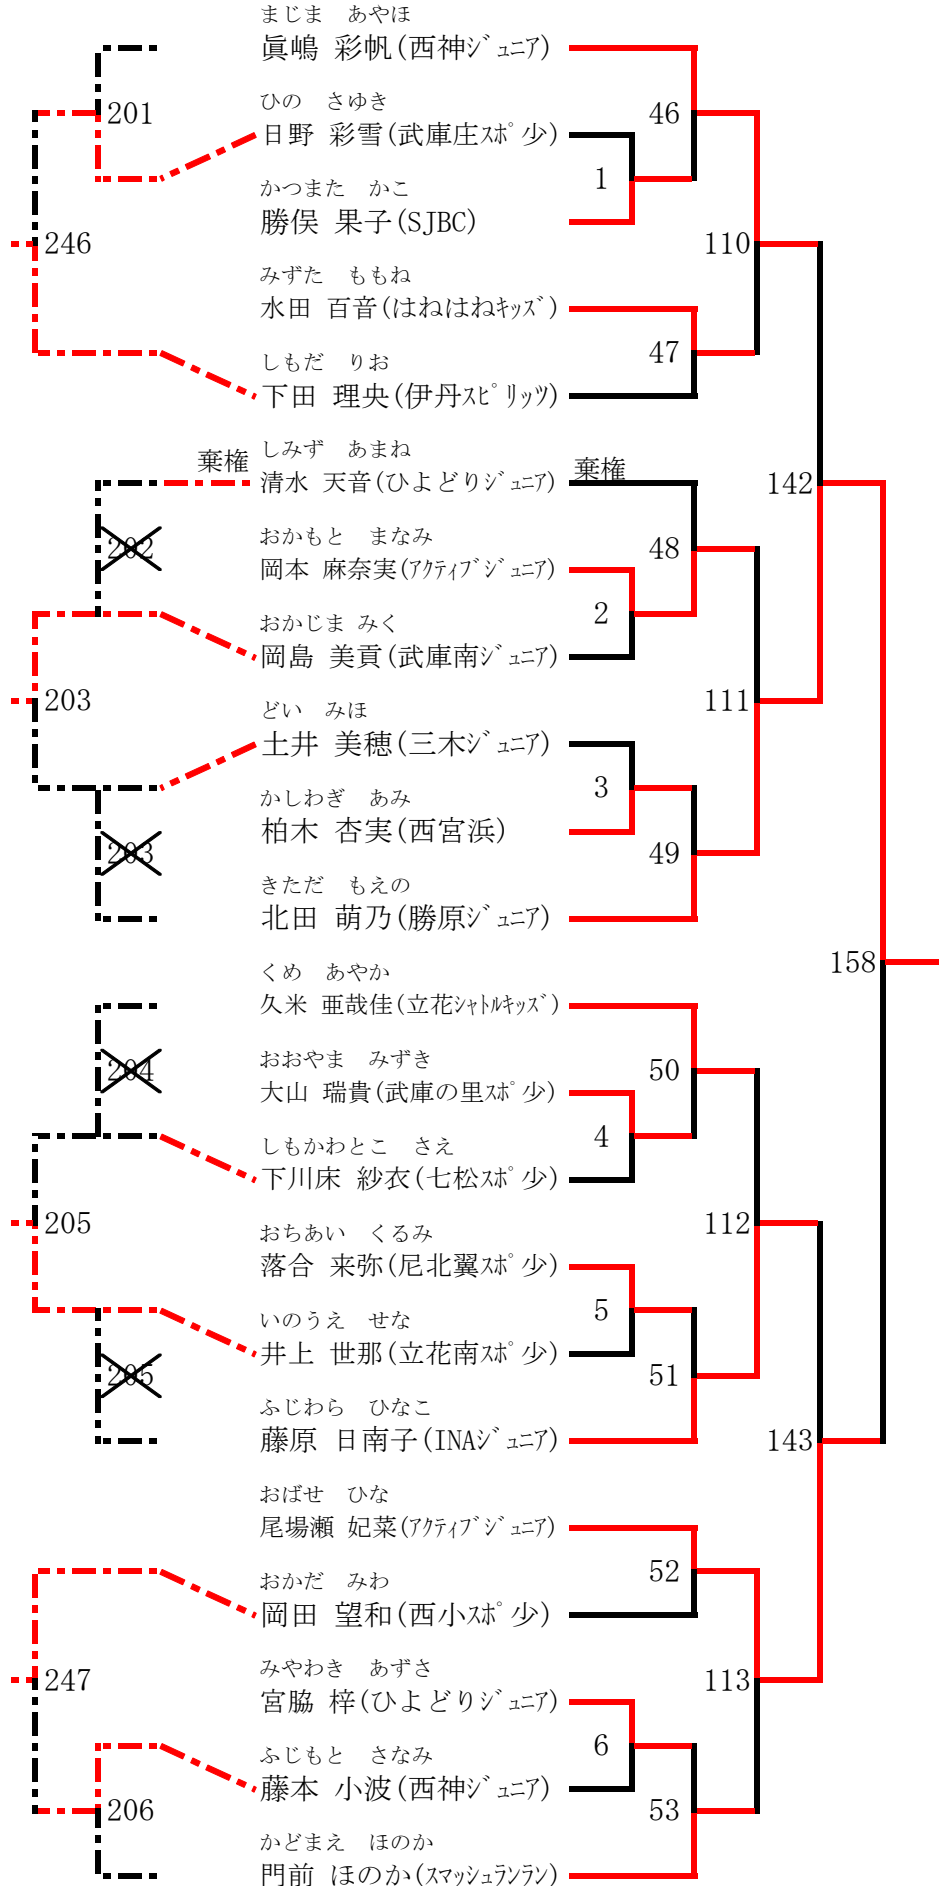 まじま　あやほ
眞嶋 彩帆(西神ｼﾞｭﾆｱ)
201
ひの　さゆき
46
日野 彩雪(武庫庄ｽﾎﾟ少)
1
かつまた　かこ
勝俣 果子(SJBC)
246
110
みずた　ももね
水田 百音(はねはねｷｯｽﾞ)
47
しもだ　りお
下田 理央(伊丹ｽﾋﾟﾘｯﾂ)
しみず　あまね
棄権
清水 天音(ひよどりｼﾞｭﾆｱ)
棄権
142
202
おかもと　まなみ
48
岡本 麻奈実(ｱｸﾃｨﾌﾞｼﾞｭﾆｱ)
2
おかじま みく
岡島 美貢(武庫南ｼﾞｭﾆｱ)
203
どい　みほ
111
土井 美穂(三木ｼﾞｭﾆｱ)
3
かしわぎ　あみ
柏木 杏実(西宮浜)
203
49
きただ　もえの
北田 萌乃(勝原ｼﾞｭﾆｱ)
158
くめ　あやか
久米 亜哉佳(立花ｼｬﾄﾙｷｯｽﾞ)
204
おおやま　みずき
50
大山 瑞貴(武庫の里ｽﾎﾟ少)
4
しもかわとこ　さえ
下川床 紗衣(七松ｽﾎﾟ少)
205
112
おちあい　くるみ
落合 来弥(尼北翼ｽﾎﾟ少)
5
いのうえ　せな
井上 世那(立花南ｽﾎﾟ少)
205
51
ふじわら　ひなこ
藤原 日南子(INAｼﾞｭﾆｱ)
143
おばせ　ひな
尾場瀬 妃菜(ｱｸﾃｨﾌﾞｼﾞｭﾆｱ)
52
おかだ　みわ
岡田 望和(西小ｽﾎﾟ少)
247
みやわき　あずさ
113
宮脇 梓(ひよどりｼﾞｭﾆｱ)
6
ふじもと　さなみ
藤本 小波(西神ｼﾞｭﾆｱ)
206
53
かどまえ　ほのか
門前 ほのか(ｽﾏｯｼｭﾗﾝﾗﾝ)